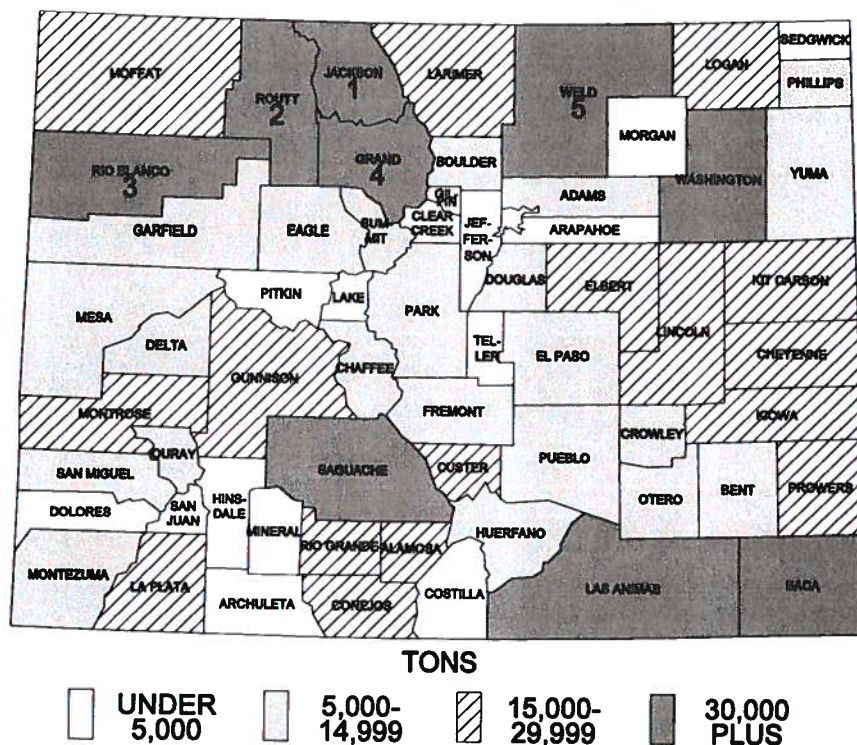 SEDGWICK
MOFFAT
JACKSON
1
LARIMER
LOGAN
PHILLIPS
ROUTT
2
WELD
5
MORGAN
RIO BLANCO
3
GRAND
4
BOULDER
WASHINGTON
YUMA
GIL-
PIN
ADAMS
CLEAR
CREEK
GARFIELD
EAGLE
SUM-
MIT
JEF-
FER-
SON
ARAPAHOE
DOUGLAS
ELBERT
KIT CARSON
PITKIN
LAKE
MESA
PARK
LINCOLN
DELTA
TEL-
LER
EL PASO
CHEYENNE
GUNNISON
CHAFFEE
MONTROSE
FREMONT
KIOWA
CROWLEY
OURAY
SAGUACHE
CUSTER
PUEBLO
SAN MIGUEL
BENT
PROWERS
OTERO
DOLORES
SAN
JUAN
HINS-
DALE
MINERAL
RIO GRANDE
ALAMOSA
HUERFANO
MONTEZUMA
LA PLATA
ARCHULETA
CONEJOS
COSTILLA
LAS ANIMAS
BACA
TONS
UNDER
5,000
5,000-
14,999
15,000-
29,999
30,000
PLUS